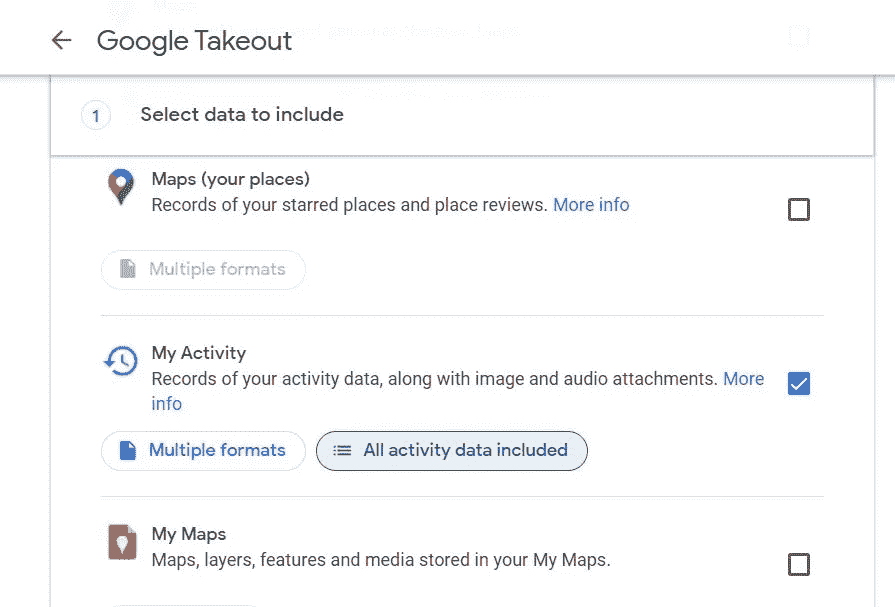 Google Takeout
1
Select data to include
Maps (your places)
Records of your starred places and place reviews. More info
Multiple formats
My Activity
Records of your activity data, along with image and audio attachments. More
info
Multiple formats
All activity data included
My Maps
Maps, layers, features and media stored in your My Maps.